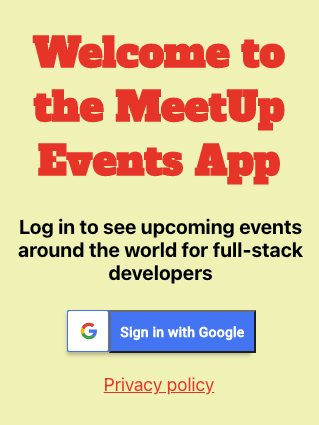 Welcome to
the MeetUp
Events App
Log in to see upcoming events
around the world for full-stack
developers
Sign in with Google
Privacy policy